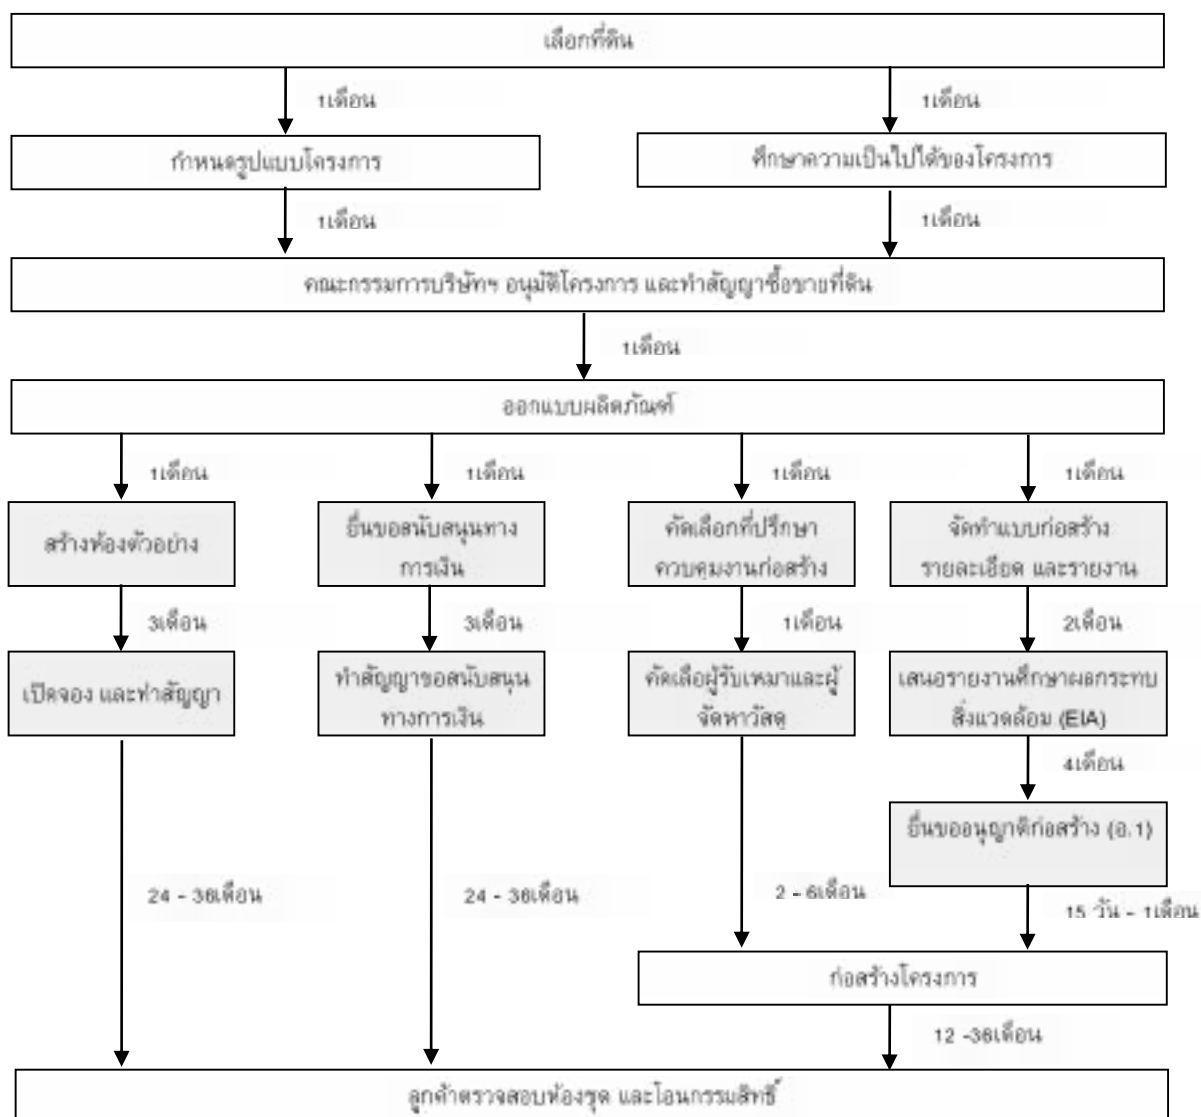 เลือกที่ดิน
1เดือน
1เดือน
กำหนดรูปแบบโครงการ
ศึกษาความเป็นไปได้ของโครงการ
1เดือน
1เดือน
คณะกรรมการบริษัทฯ อนุมัติโครงการ และทำสัญญาซื้อขายที่ดิน
1เดือน
ออกแบบผลิตภัณฑ์
1เดือน
1เดือน
1เดือน
1เดือน
สร้างห้องตัวอย่าง
ยื่นขอสนับสนุนทาง
การเงิน
คัดเลือกที่ปรึกษา
ควบคุมงานก่อสร้าง
จัดทำแบบก่อสร้าง
รายละเอียด และรายงาน
3เดือน
3เดือน
1เดือน
2เดือน
เปิดจอง และทำสัญญา
ทำสัญญาขอสนับสนุน
ทางการเงิน
คัดเลือผู้รับเหมาและผู้
จัดหาวัสดุ
เสนอรายงานศึกษาผลกระทบ
สิ่งแวดล้อม (EIA)
4เดือน
ยื่นขออนุญาติก่อสร้าง (อ.1)
24 - 36เดือน
24 - 36เดือน
2 - 6เดือน
15 วัน - 1เดือน
ก่อสร้างโครงการ
12 -36เดือน
ลูกค้าตรวจสอบห้องชุด และโอนกรรมสิทธิ์